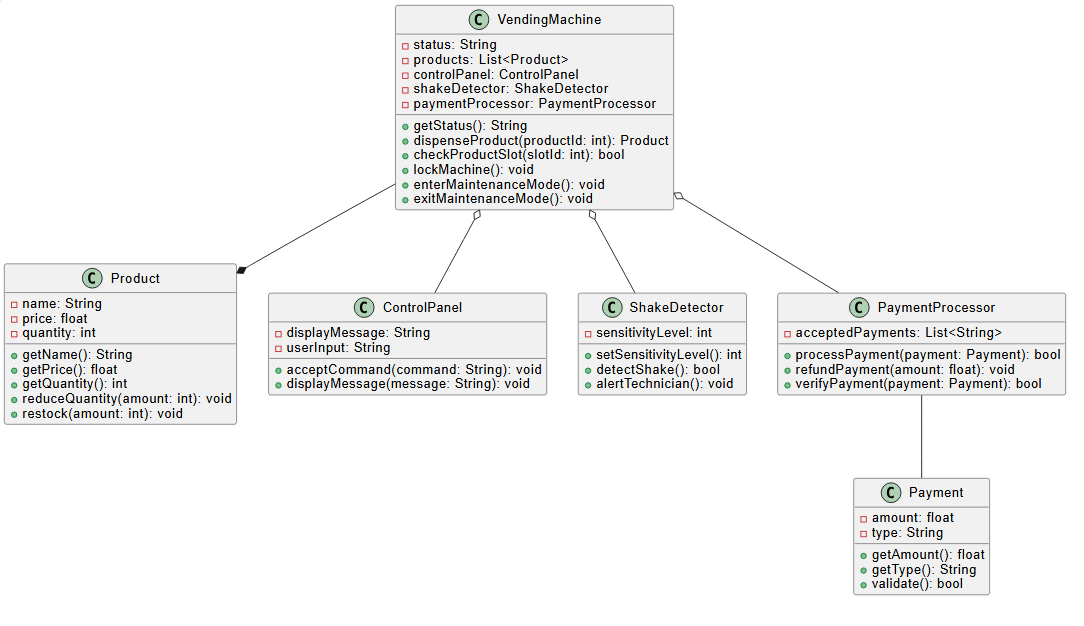 C VendingMachine
status: String
products: List<Product>
controlPanel: ControlPanel
shakeDetector: ShakeDetector
paymentProcessor: PaymentProcessor
getStatus(): String
dispenseProduct(productId: int): Product
checkProductSlot(slotId: int): bool
lockMachine(): void
enterMaintenanceMode(): void
exitMaintenanceMode(): void
C Product
name: String
price: float
quantity: int
getName(): String
getPrice(): float
getQuantity(): int
reduceQuantity(amount: int): void
restock(amount: int): void
C ControlPanel
displayMessage: String
userInput: String
acceptCommand(command: String): void
displayMessage(message: String): void
C ShakeDetector
sensitivityLevel: int
setSensitivityLevel(): int
detectShake(): bool
alertTechnician(): void
C PaymentProcessor
acceptedPayments: List<String>
processPayment(payment: Payment): bool
refundPayment(amount: float): void
verifyPayment(payment: Payment): bool
C Payment
amount: float
type: String
getAmount(): float
getType(): String
validate(): bool